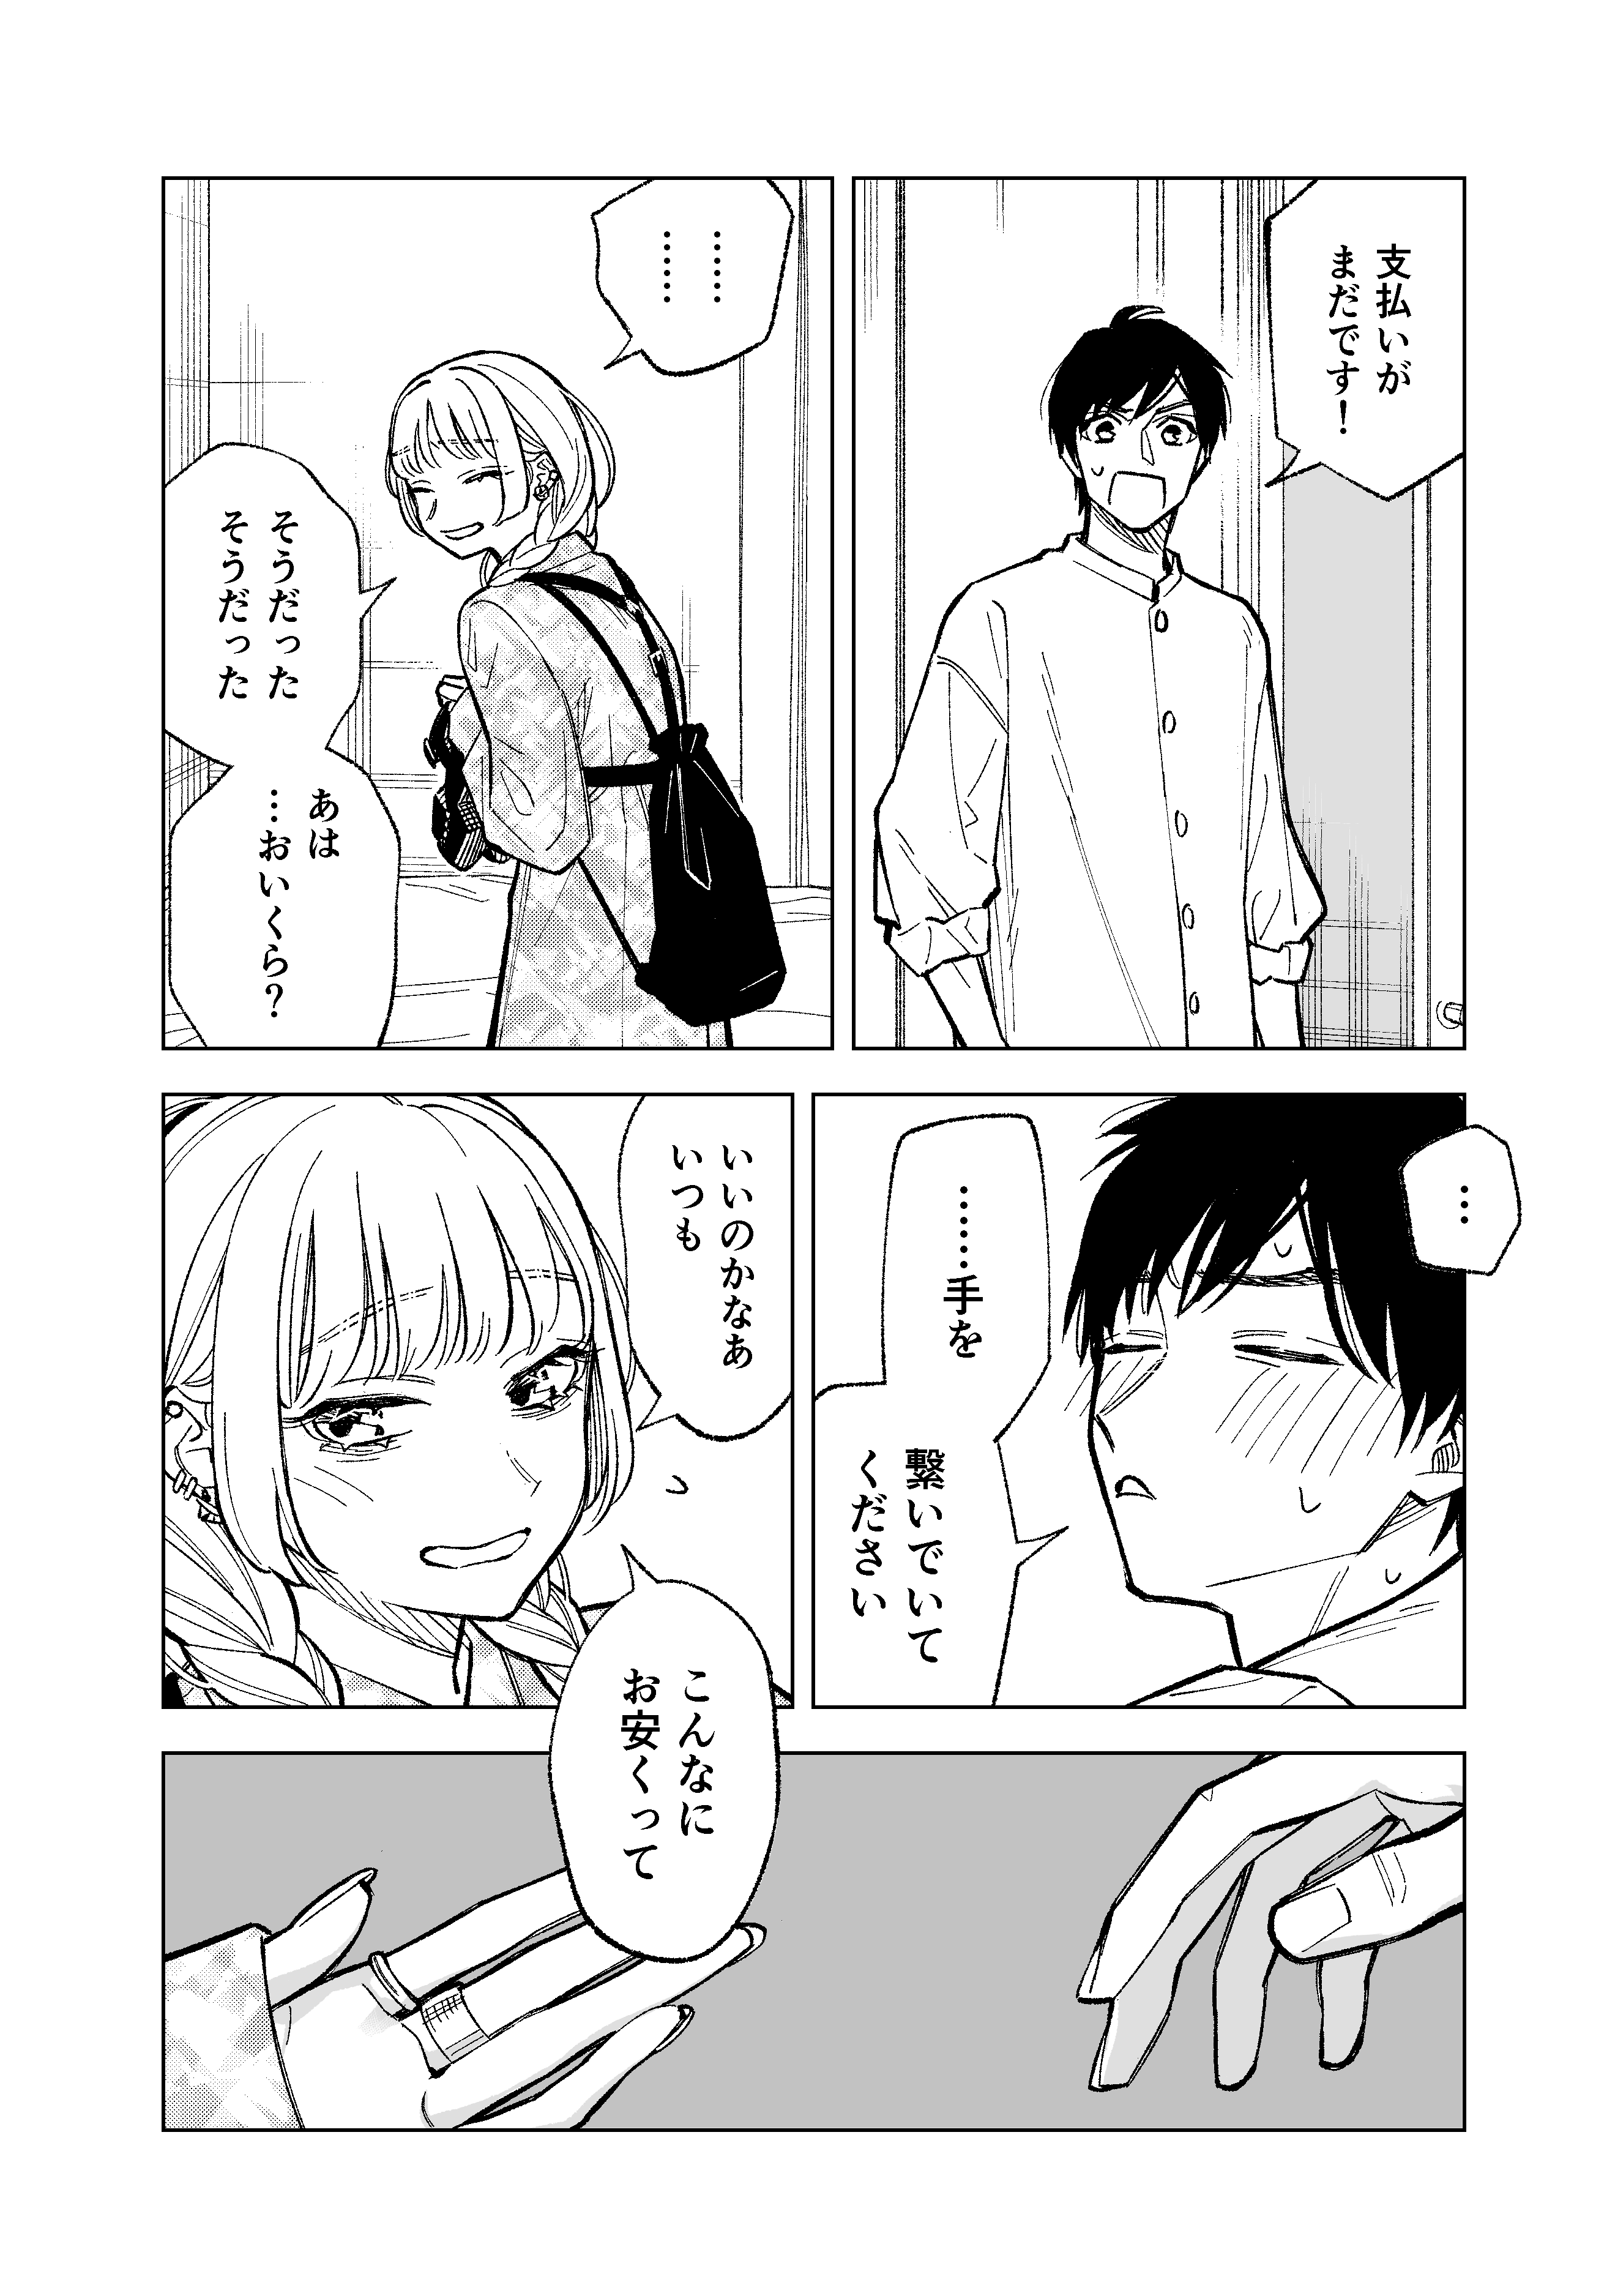 支払いが
まだです！
……
……
そうだった
そうだった
あは
…おいくら？
…
……手を
繋いでいて
ください
いいのかなぁ
いつも
こんなに
お安くって